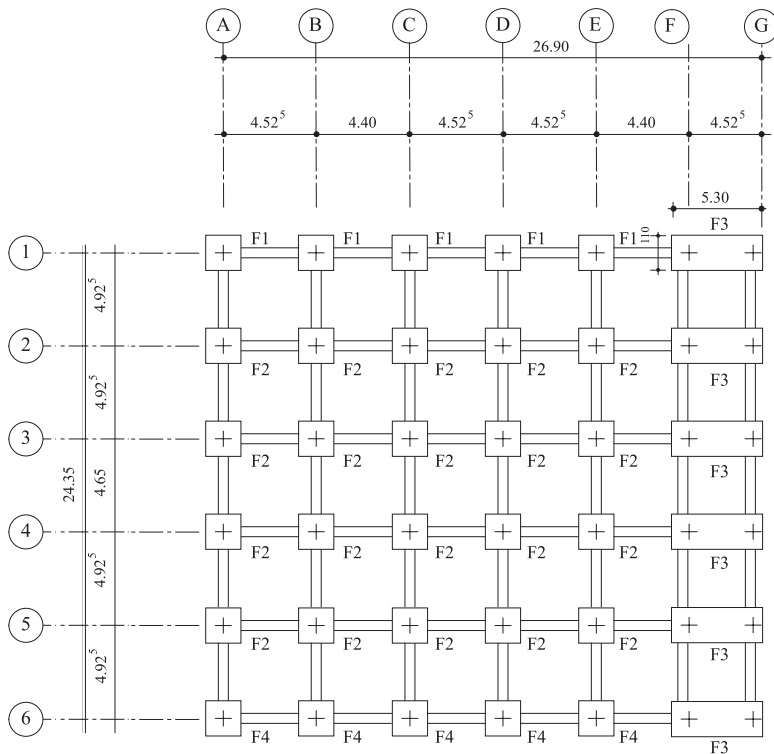 A B C D E F G
26.90
4.52⁵ 4.40 4.52⁵ 4.52⁵ 4.40 4.52⁵
5.30
F3
1 F1 F1 F1 F1 F1 110
4.92⁵
2
F2 F2 F2 F2 F2 F3
4.92⁵
3
F2 F2 F2 F2 F2 F3
24.35 4.65
4
F2 F2 F2 F2 F2 F3
4.92⁵
5
F2 F2 F2 F2 F2 F3
4.92⁵
6
F4 F4 F4 F4 F4 F3